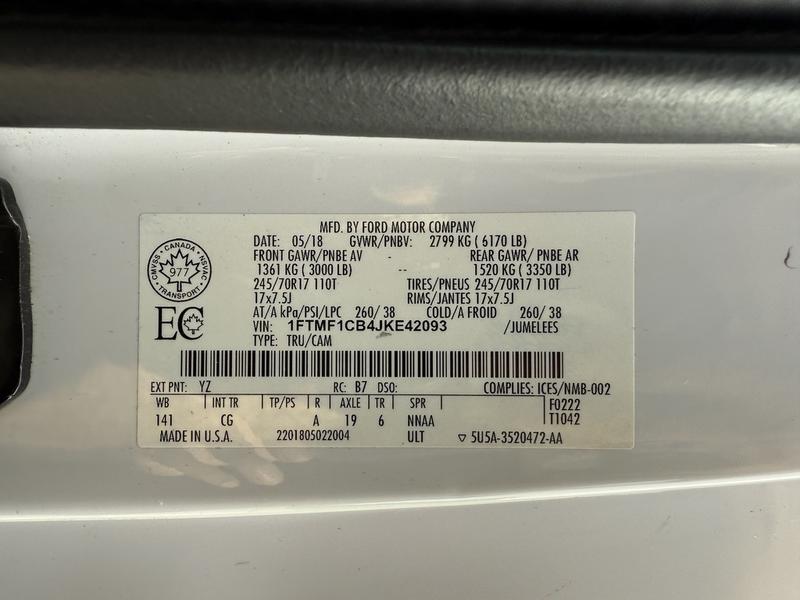 MFD. BY FORD MOTOR COMPANY
DATE: 05/18 GVWR/PNBV: 2799 KG ( 6170 LB)
FRONT GAWR/PNBE AV REAR GAWR/ PNBE AR
1361 KG ( 3000 LB) -- 1520 KG ( 3350 LB)
245/70R17 110T TIRES/PNEUS 245/70R17 110T
17x7.5J RIMS/JANTES 17x7.5J
AT/A kPa/PSI/LPC 260/ 38 COLD/A FROID 260/ 38
VIN: 1FTMF1CB4JKE42093 /JUMELEES
TYPE: TRU/CAM
CMVSS • CANADA • NSVAC
977
• TRANSPORT •
EC
EXT PNT: YZ RC: B7 DSO: COMPLIES: ICES/NMB-002
WB INT TR TP/PS R AXLE TR SPR F0222
141 CG A 19 6 NNAA T1042
MADE IN U.S.A. 2201805022004 ULT ▽ 5U5A-3520472-AA